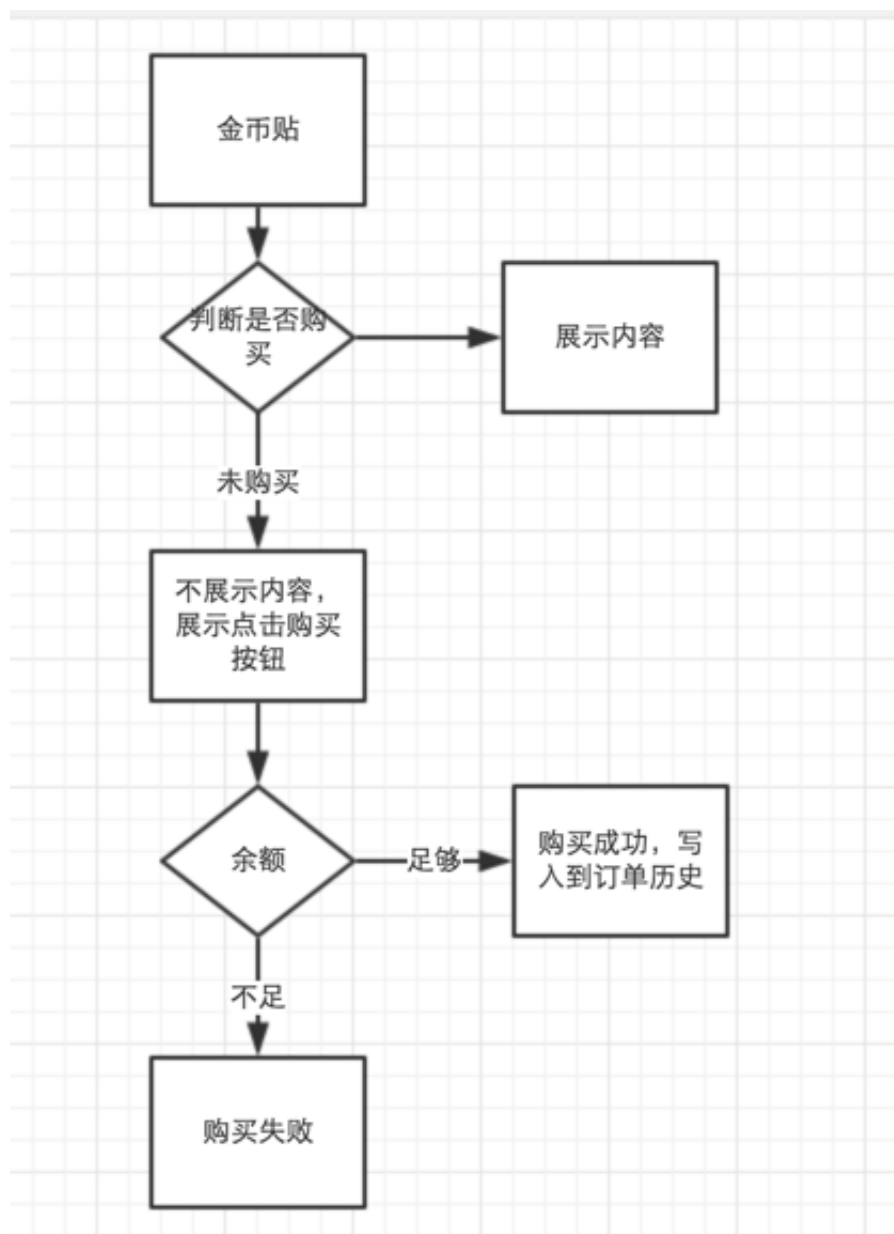 金币贴
判断是否购
买
展示内容
未购买
不展示内容，
展示点击购买
按钮
余额
足够
购买成功，写
入到订单历史
不足
购买失败